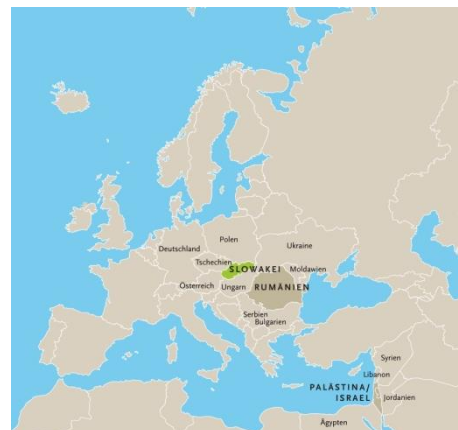 Polen
Deutschland
Ukraine
Tschechien
SLOWAKEI
Moldawien
Österreich
Ungarn
RUMÄNIEN
Serbien
Bulgarien
Syrien
Libanon
PALÄSTINA/
ISRAEL
Jordanien
Ägypten